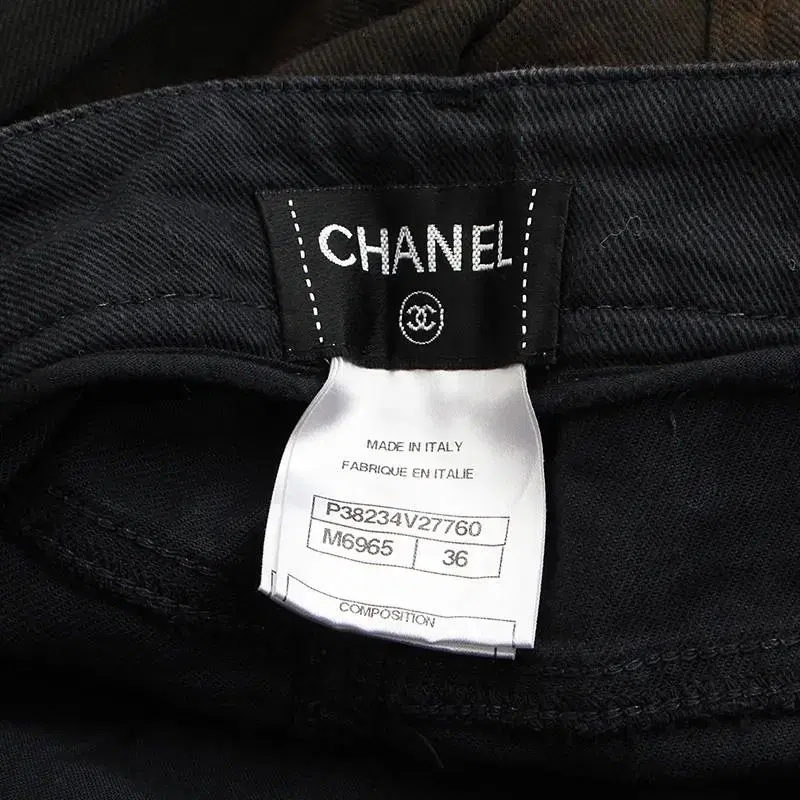 CHANEL
MADE IN ITALY
FABRIQUE EN ITALIE
P38234V27760
M6965 36
COMPOSITION